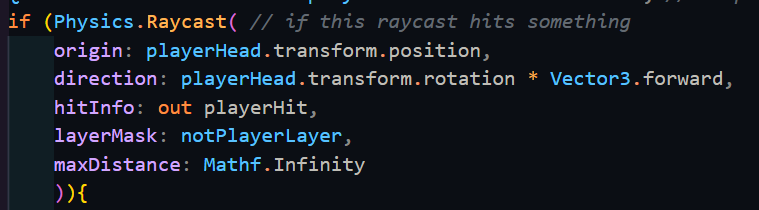 if (Physics.Raycast( // if this raycast hits something
origin: playerHead.transform.position,
direction: playerHead.transform.rotation * Vector3.forward,
hitInfo: out playerHit,
layerMask: notPlayerLayer,
maxDistance: Mathf.Infinity
)){